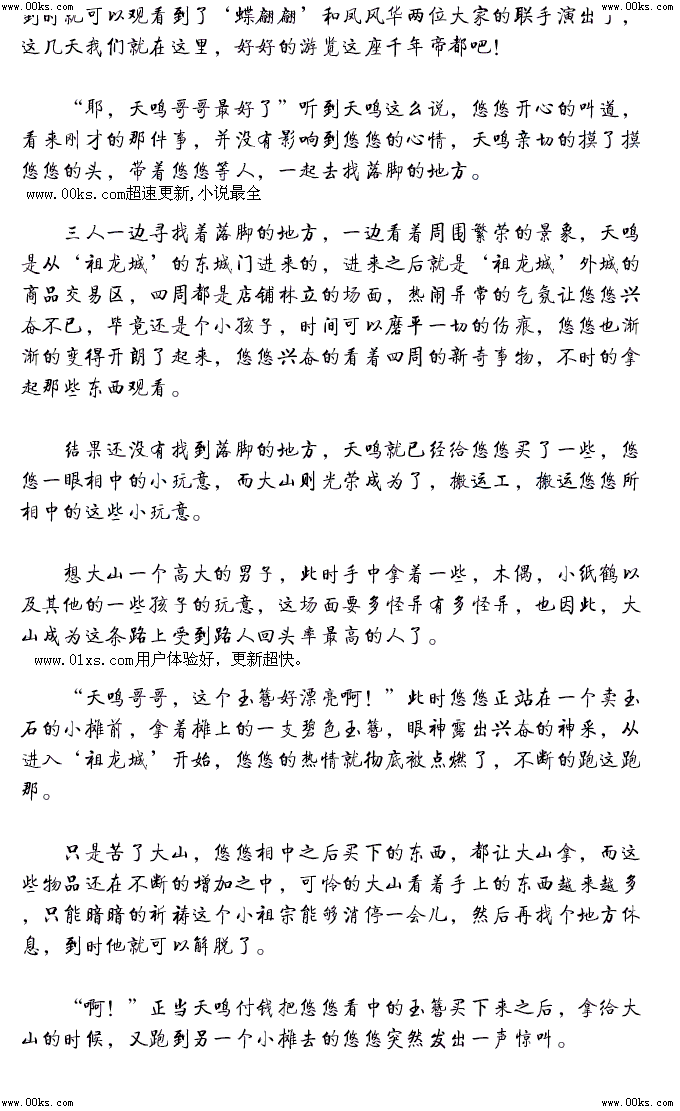 www.00ks.com www.00ks.com
到时就可以观看到了‘蝶翩翩’和凤风华两位大家的联手演出了，
这几天我们就在这里，好好的游览这座千年帝都吧！
“耶，天鸣哥哥最好了”听到天鸣这么说，悠悠开心的叫道，
看来刚才的那件事，并没有影响到悠悠的心情，天鸣亲切的摸了摸
悠悠的头，带着悠悠等人，一起去找落脚的地方。
www.00ks.com超速更新,小说最全
三人一边寻找着落脚的地方，一边看着周围繁荣的景象，天鸣
是从‘祖龙城’的东城门进来的，进来之后就是‘祖龙城’外城的
商品交易区，四周都是店铺林立的场面，热闹异常的气氛让悠悠兴
奋不已，毕竟还是个小孩子，时间可以磨平一切的伤痕，悠悠也渐
渐的变得开朗了起来，悠悠兴奋的看着四周的新奇事物，不时的拿
起那些东西观看。
结果还没有找到落脚的地方，天鸣就已经给悠悠买了一些，悠
悠一眼相中的小玩意，而大山则光荣成为了，搬运工，搬运悠悠所
相中的这些小玩意。
想大山一个高大的男子，此时手中拿着一些，木偶，小纸鹤以
及其他的一些孩子的玩意，这场面要多怪异有多怪异，也因此，大
山成为这条路上受到路人回头率最高的人了。
www.01xs.com用户体验好，更新超快。
“天鸣哥哥，这个玉簪好漂亮啊！”此时悠悠正站在一个卖玉
石的小摊前，拿着摊上的一支碧色玉簪，眼神露出兴奋的神采，从
进入‘祖龙城’开始，悠悠的热情就彻底被点燃了，不断的跑这跑
那。
只是苦了大山，悠悠相中之后买下的东西，都让大山拿，而这
些物品还在不断的增加之中，可怜的大山看着手上的东西越来越多
，只能暗暗的祈祷这个小祖宗能够消停一会儿，然后再找个地方休
息，到时他就可以解脱了。
“啊！”正当天鸣付钱把悠悠看中的玉簪买下来之后，拿给大
山的时候，又跑到另一个小摊去的悠悠突然发出一声惊叫。
www.00ks.com www.00ks.com